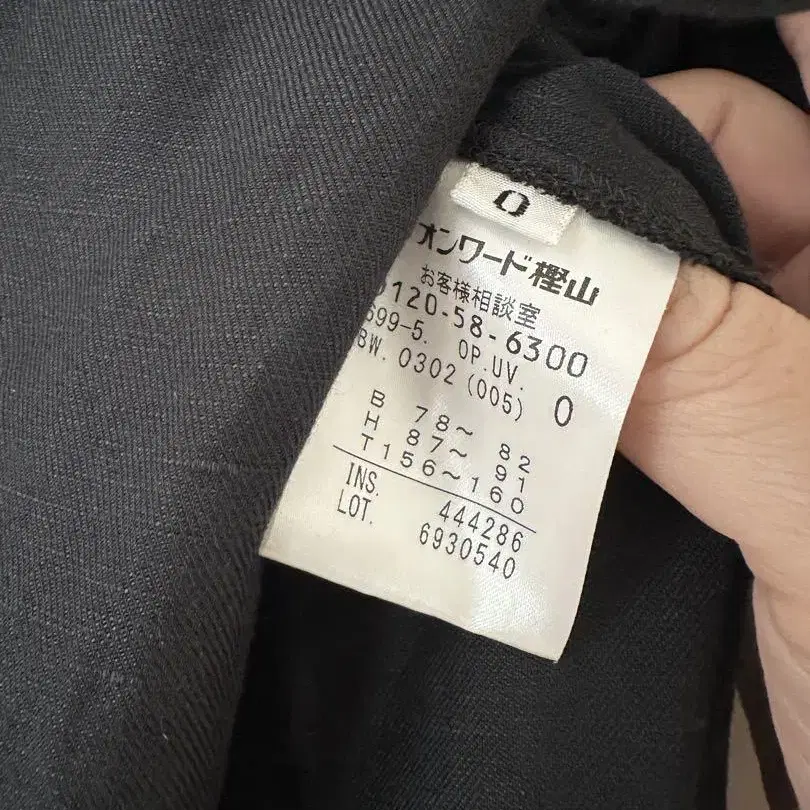 0
オンワード樫山
お客様相談室
0120-58-6300
699-5. OP.UV.
BW. 0302 (005) 0
B 78~ 82
H 87~ 91
T156~160
INS. 444286
LOT. 6930540